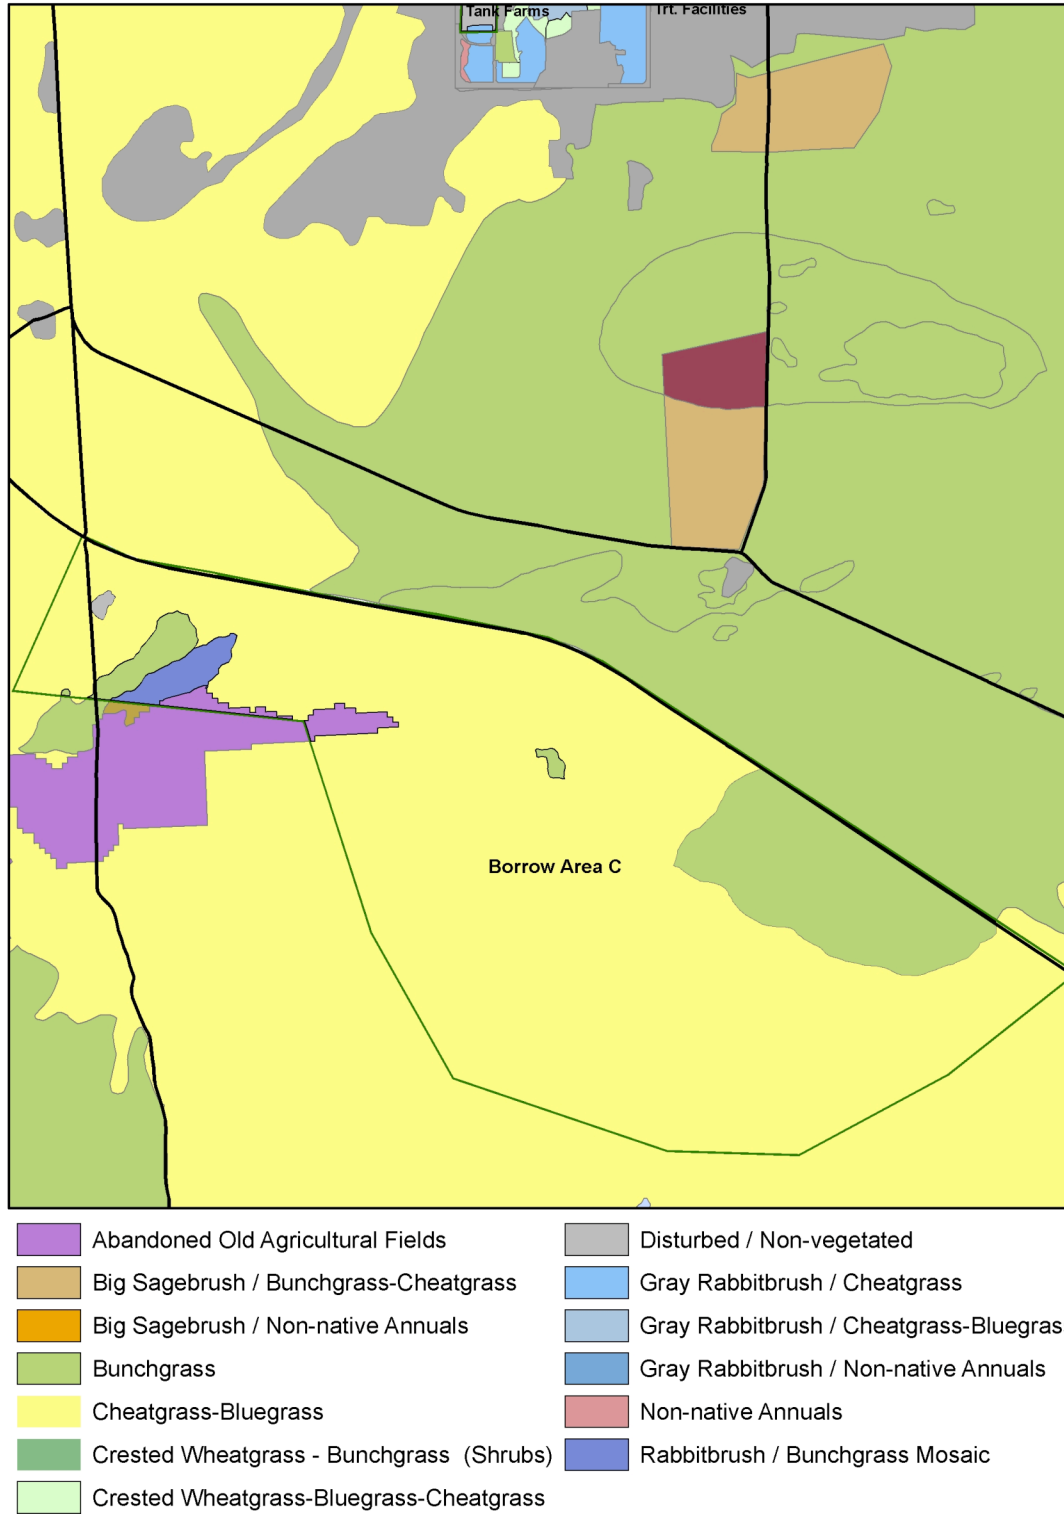 Tank Farms
Trt. Facilities
Borrow Area C
Abandoned Old Agricultural Fields
Big Sagebrush / Bunchgrass-Cheatgrass
Big Sagebrush / Non-native Annuals
Bunchgrass
Cheatgrass-Bluegrass
Crested Wheatgrass - Bunchgrass (Shrubs)
Crested Wheatgrass-Bluegrass-Cheatgrass
Disturbed / Non-vegetated
Gray Rabbitbrush / Cheatgrass
Gray Rabbitbrush / Cheatgrass-Bluegras
Gray Rabbitbrush / Non-native Annuals
Non-native Annuals
Rabbitbrush / Bunchgrass Mosaic